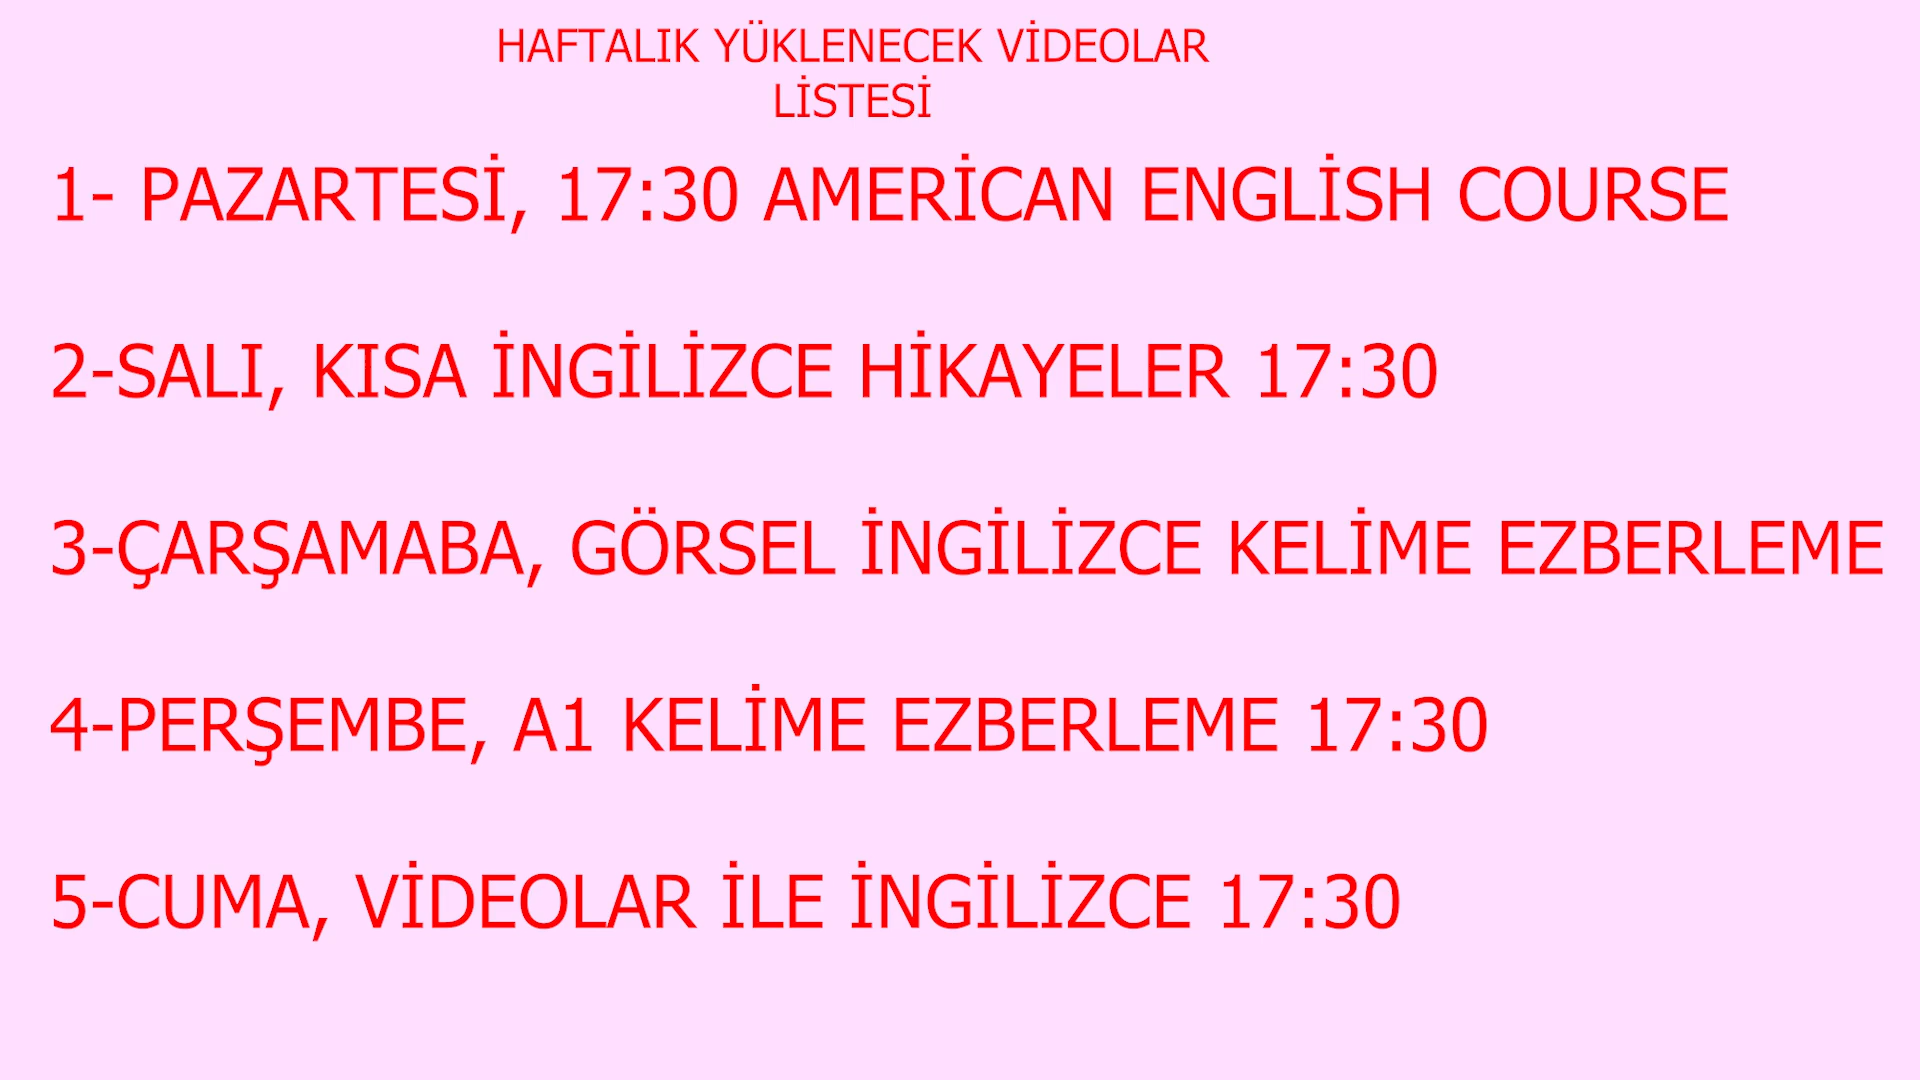 HAFTALIK YÜKLENECEK VİDEOLAR
LİSTESİ
1- PAZARTESİ, 17:30 AMERİCAN ENGLİSH COURSE
2-SALI, KISA İNGİLİZCE HİKAYELER 17:30
3-ÇARŞAMABA, GÖRSEL İNGİLİZCE KELİME EZBERLEME
4-PERŞEMBE, A1 KELİME EZBERLEME 17:30
5-CUMA, VİDEOLAR İLE İNGİLİZCE 17:30